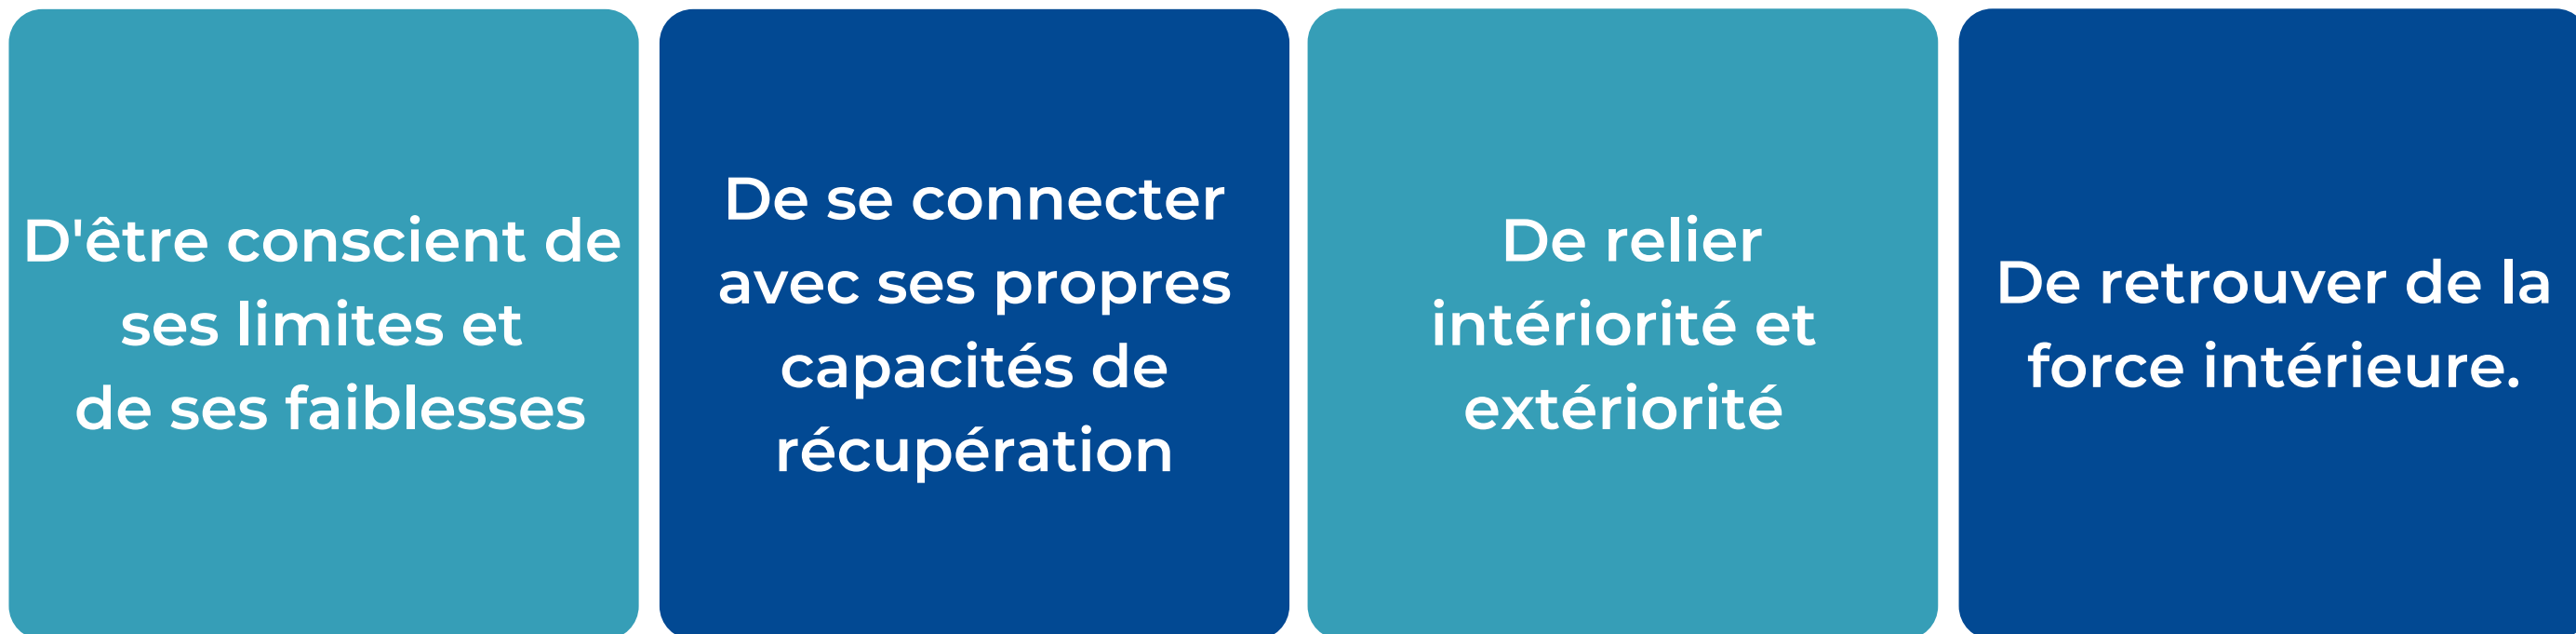 D'être conscient de
ses limites et
de ses faiblesses
De se connecter
avec ses propres
capacités de
récupération
De relier
intériorité et
extériorité
De retrouver de la
force intérieure.